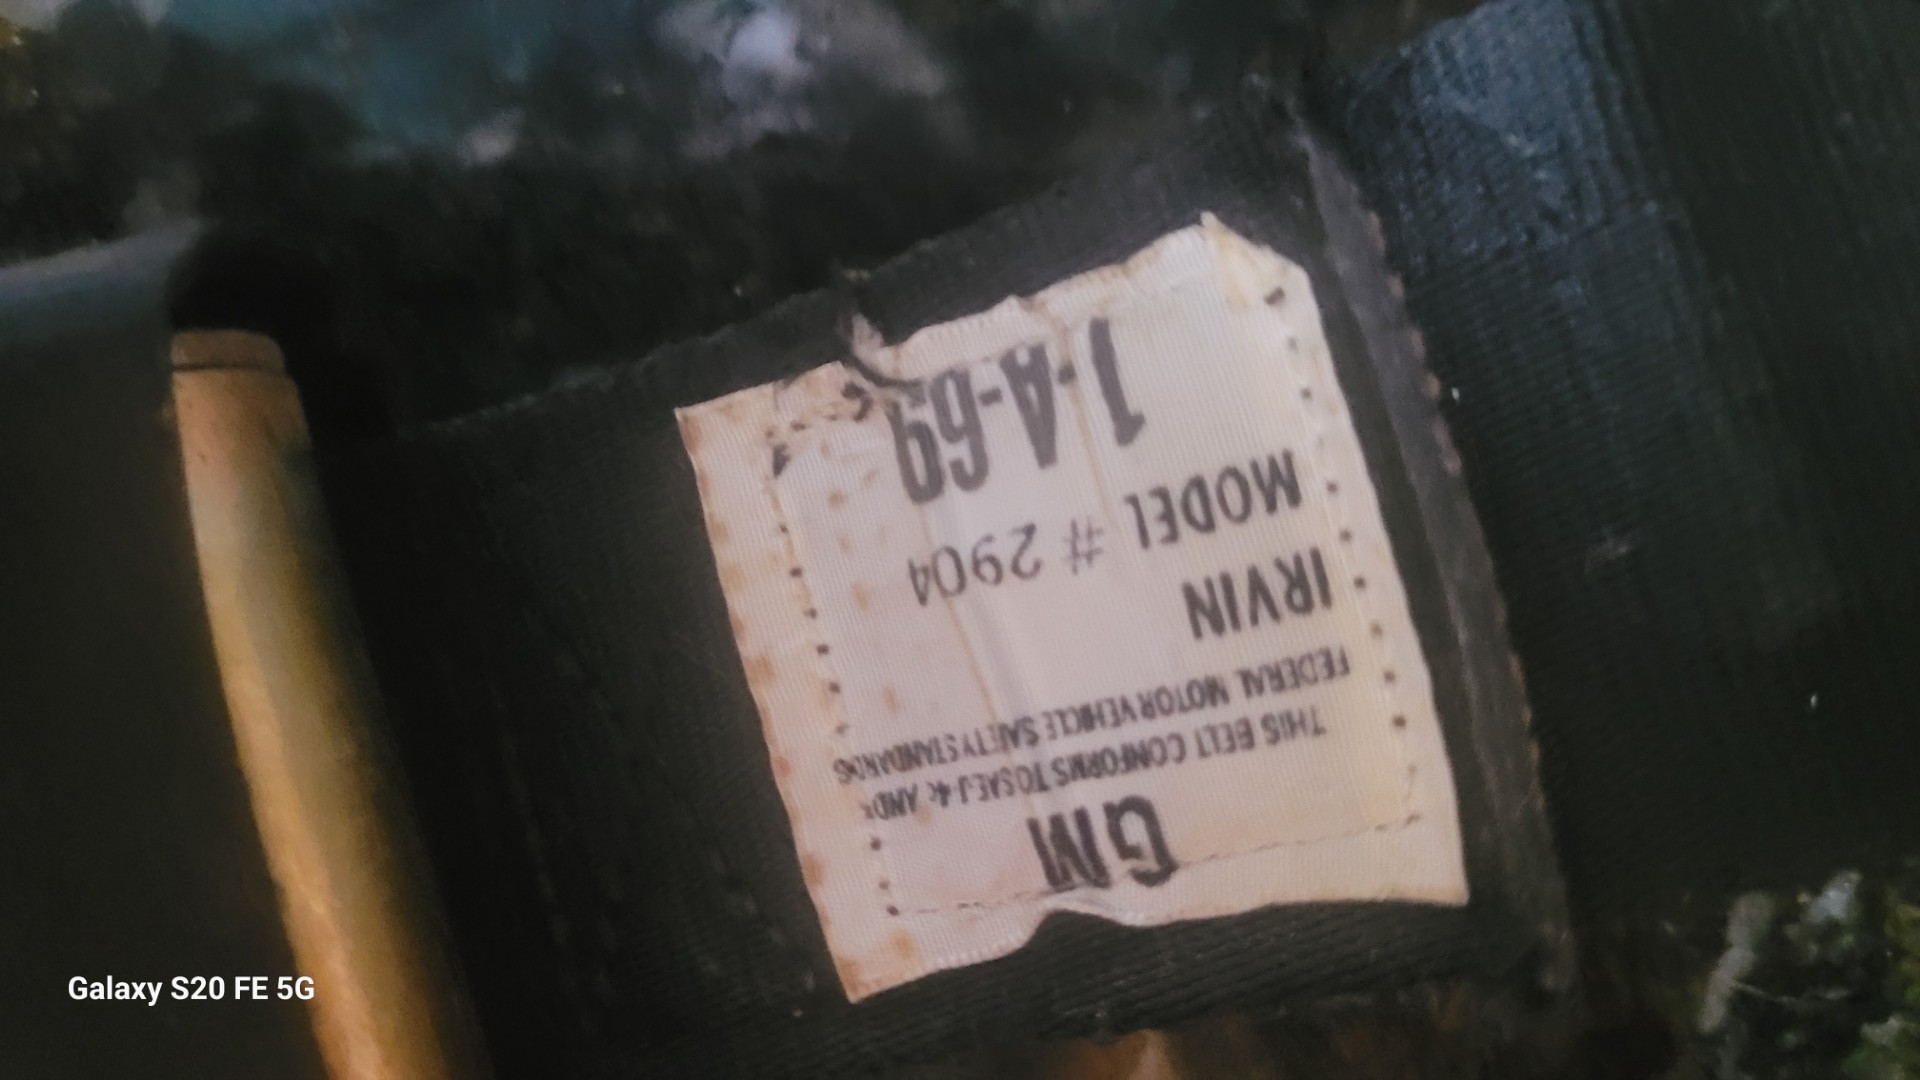 GM
THIS BELT CONFORMS TO SAE J-4c AND
FEDERAL MOTOR VEHICLE SAFETY STANDARDS
IRVIN
MODEL # 2904
1-A-69
Galaxy S20 FE 5G